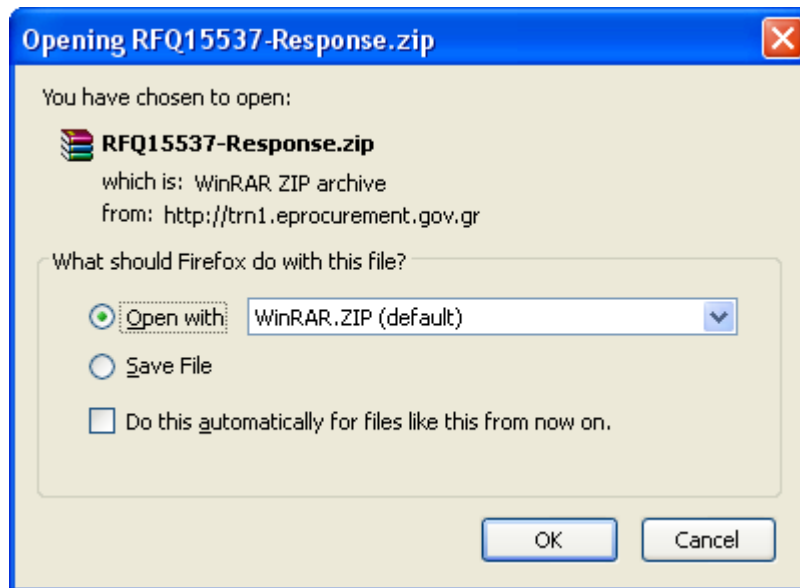 Opening RFQ15537-Response.zip
You have chosen to open:
RFQ15537-Response.zip
which is: WinRAR ZIP archive
from: http://trn1.eprocurement.gov.gr
What should Firefox do with this file?
Open with WinRAR.ZIP (default)
Save File
Do this automatically for files like this from now on.
OK Cancel